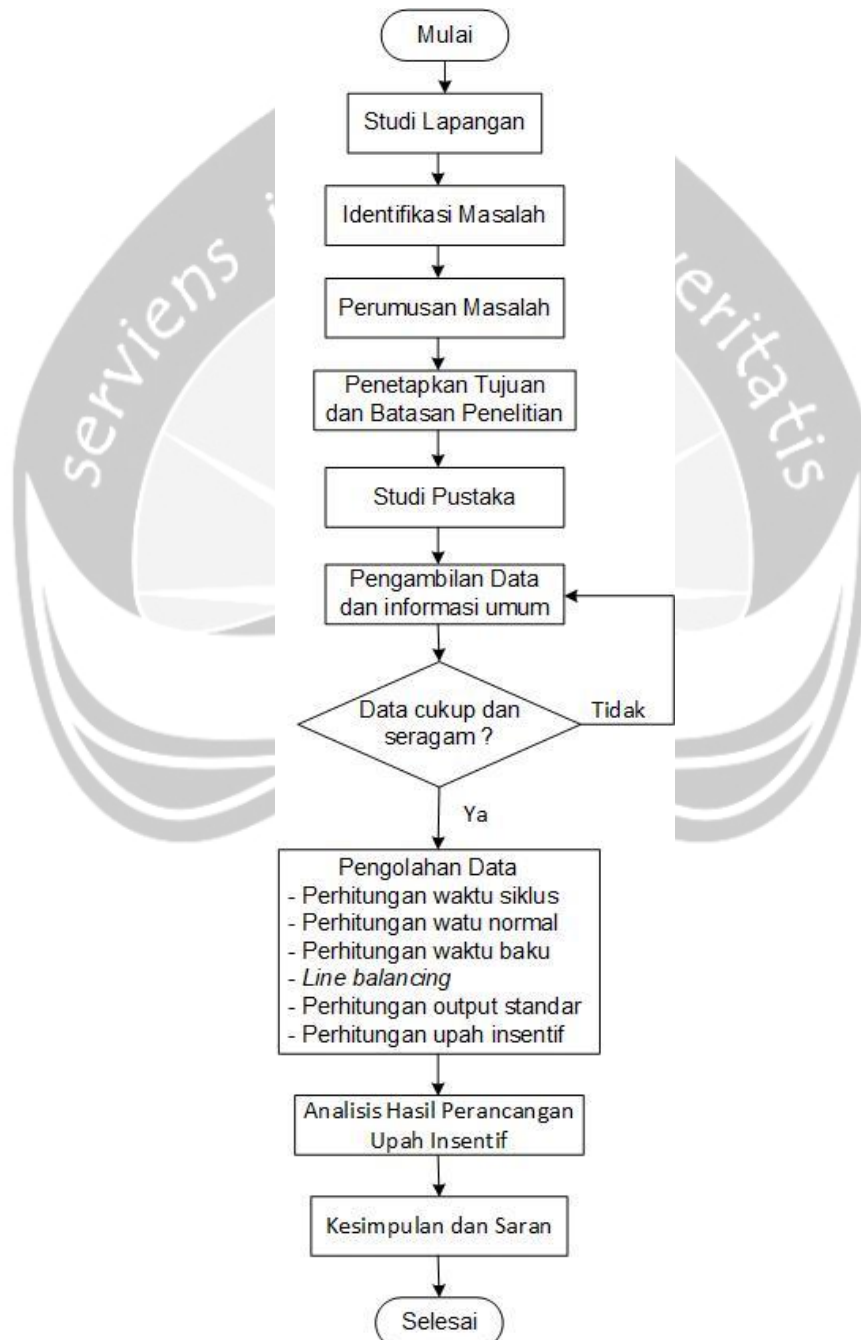 Mulai
Studi Lapangan
Identifikasi Masalah
Perumusan Masalah
Penetapkan Tujuan
dan Batasan Penelitian
Studi Pustaka
Pengambilan Data
dan informasi umum
Data cukup dan
seragam ?
Tidak
Ya
Pengolahan Data
- Perhitungan waktu siklus
- Perhitungan watu normal
- Perhitungan waktu baku
- Line balancing
- Perhitungan output standar
- Perhitungan upah insentif
Analisis Hasil Perancangan
Upah Insentif
Kesimpulan dan Saran
Selesai
serviens
veritatis